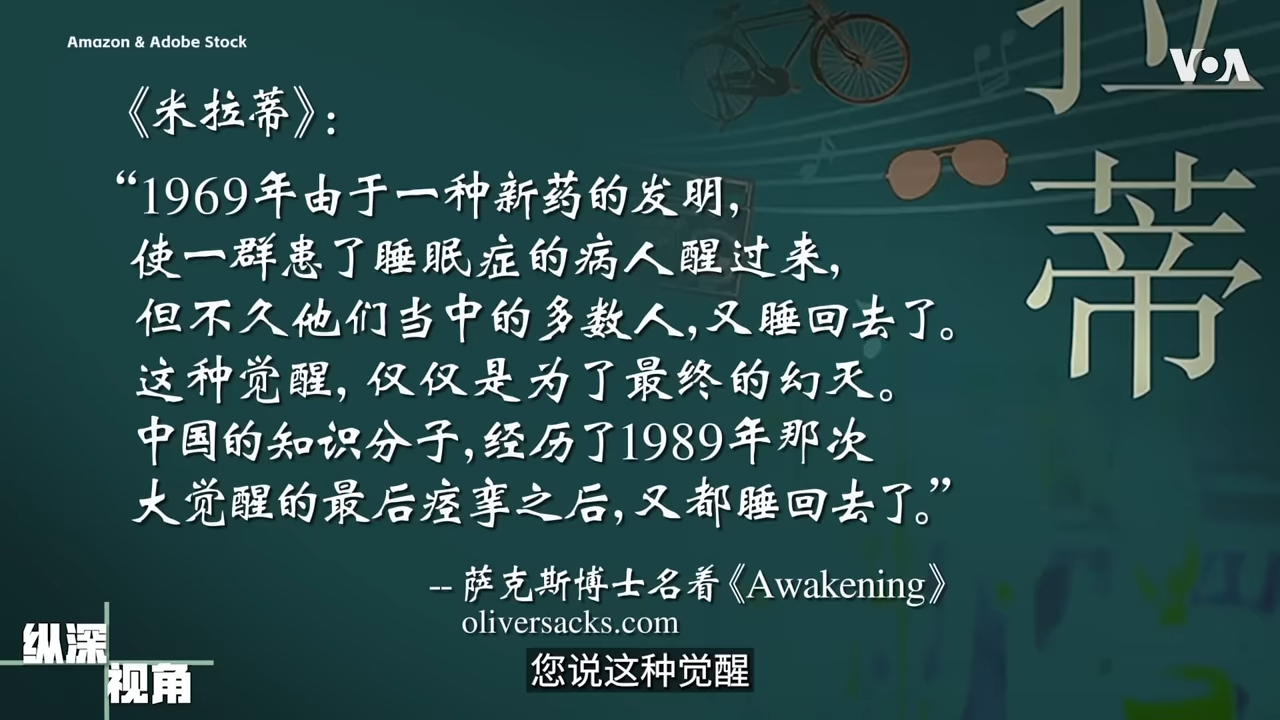 Amazon & Adobe Stock
VOA
拉
蒂
《米拉蒂》：
“1969年由于一种新药的发明，
使一群患了睡眠症的病人醒过来，
但不久他们当中的多数人，又睡回去了。
这种觉醒，仅仅是为了最终的幻灭。
中国的知识分子，经历了1989年那次
大觉醒的最后痉挛之后，又都睡回去了。”
-- 萨克斯博士名着《Awakening》
oliversacks.com
纵深
视角
您说这种觉醒